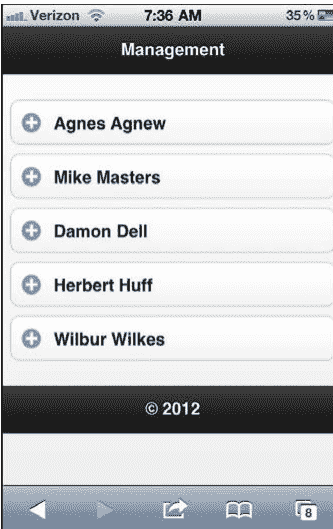 Verizon 7:36 AM 35%
Management
Agnes Agnew
Mike Masters
Damon Dell
Herbert Huff
Wilbur Wilkes
© 2012
8